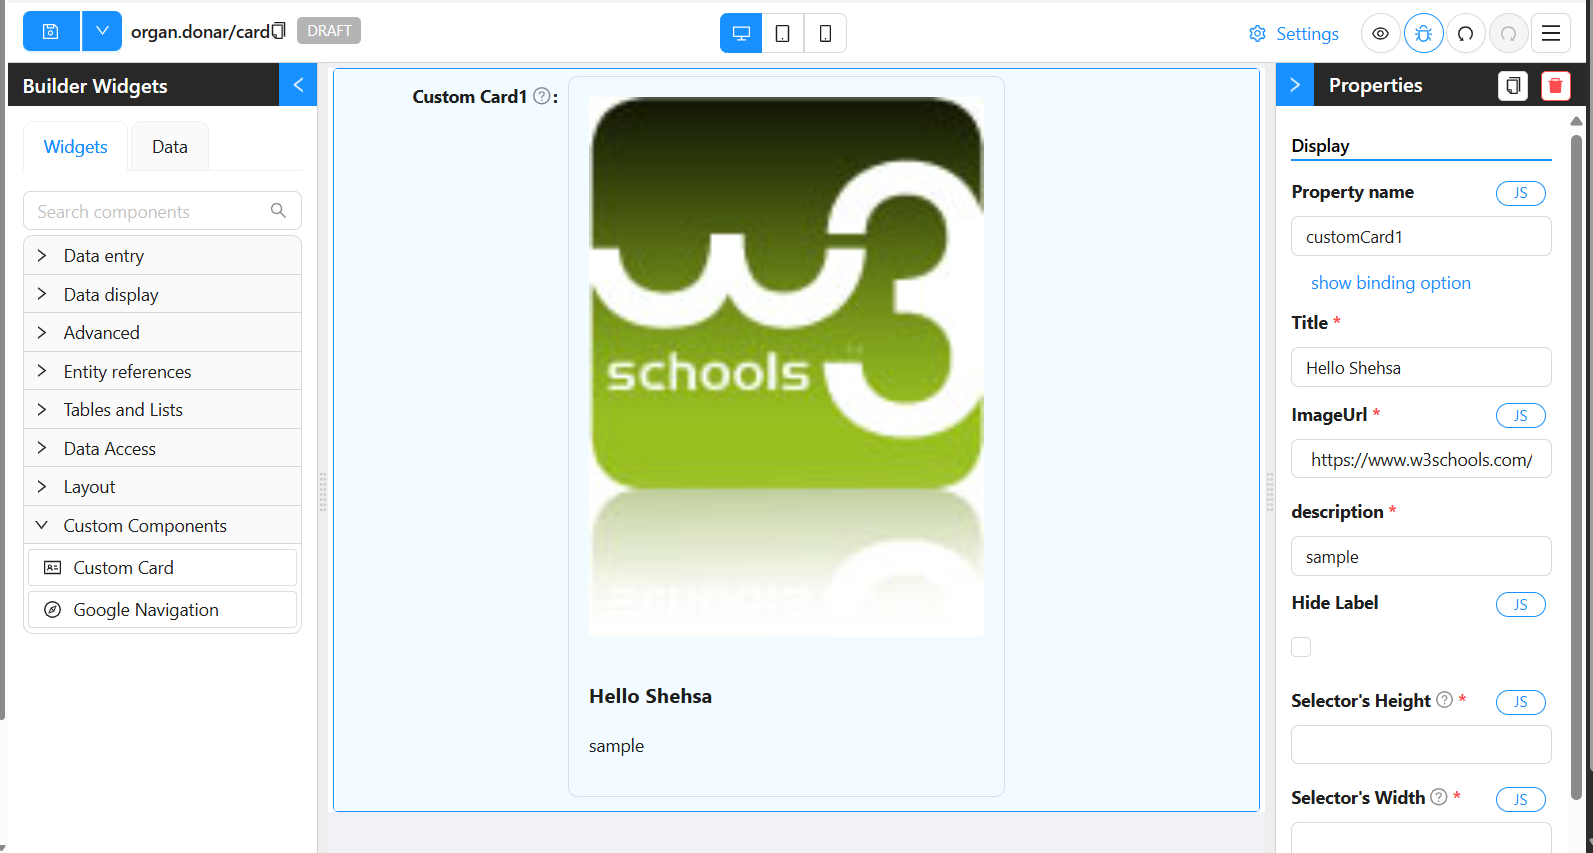 organ.donar/card
DRAFT
Settings
Builder Widgets
Widgets
Data
Search components
Data entry
Data display
Advanced
Entity references
Tables and Lists
Data Access
Layout
Custom Components
Custom Card
Google Navigation
Custom Card1 ? :
w3
schools
Hello Shehsa
sample
Properties
Display
Property name
JS
customCard1
show binding option
Title *
Hello Shehsa
ImageUrl *
JS
https://www.w3schools.com/
description *
sample
Hide Label
JS
Selector's Height ? *
JS
Selector's Width ? *
JS